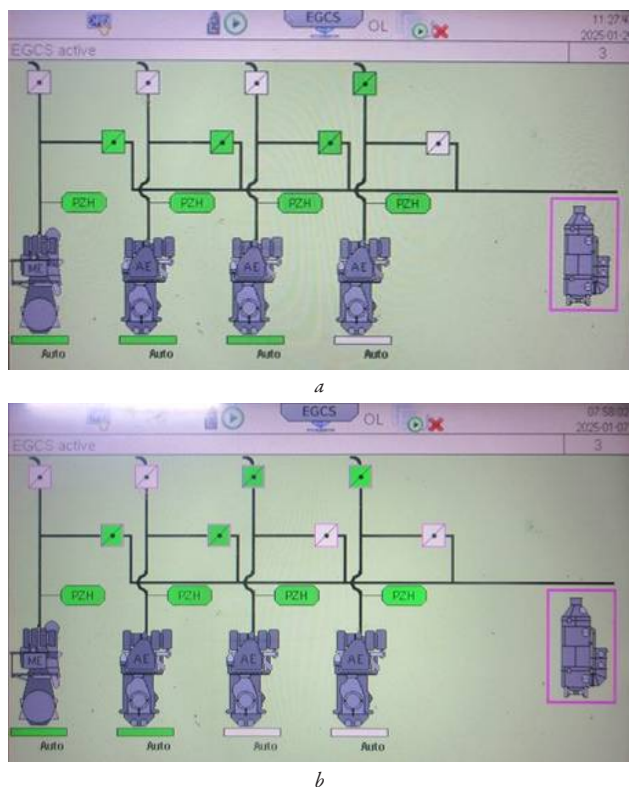 EGCS
OL
11:27:4
2025-01-2
EGCS active
3
PZH PZH PZH PZH
ME AE AE AE
Auto Auto Auto Auto
a
EGCS
OL
07:58:02
2025-01-07
EGCS active
3
PZH PZH PZH PZH
ME AE AE AE
Auto Auto Auto Auto
b